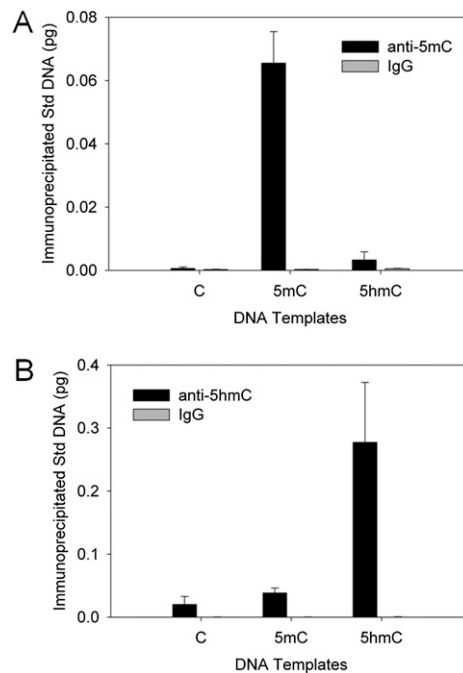 A
Immunoprecipitated Std DNA (pg)
0.08
0.06
0.04
0.02
0.00
anti-5mC
IgG
C 5mC 5hmC
DNA Templates
B
Immunoprecipitated Std DNA (pg)
0.4
0.3
0.2
0.1
0.0
anti-5hmC
IgG
C 5mC 5hmC
DNA Templates